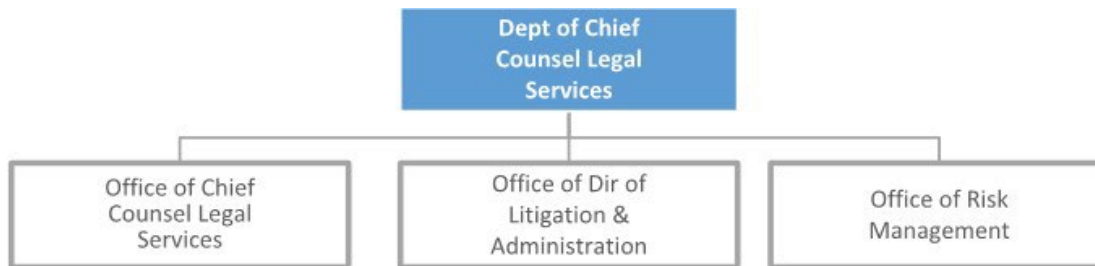 Dept of Chief
Counsel Legal
Services
Office of Chief
Counsel Legal
Services
Office of Dir of
Litigation &
Administration
Office of Risk
Management